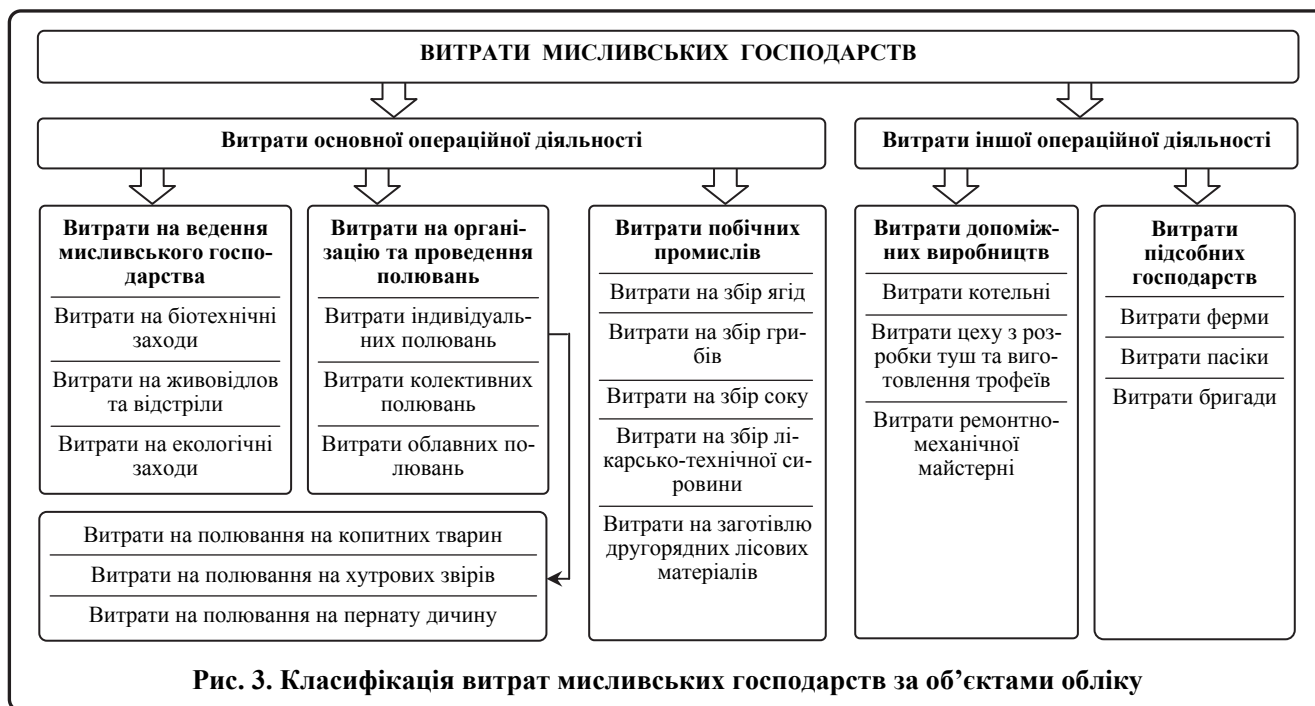 ВИТРАТИ МИСЛИВСЬКИХ ГОСПОДАРСТВ
Витрати основної операційної діяльності
Витрати іншої операційної діяльності
Витрати на ведення
мисливського госпо-
дарства
Витрати на біотехнічні
заходи
Витрати на живовідлов
та відстріли
Витрати на екологічні
заходи
Витрати на органі-
зацію та проведення
полювань
Витрати індивідуаль-
них полювань
Витрати колективних
полювань
Витрати облавних по-
лювань
Витрати на полювання на копитних тварин
Витрати на полювання на хутрових звірів
Витрати на полювання на пернату дичину
Витрати побічних
промислів
Витрати на збір ягід
Витрати на збір гри-
бів
Витрати на збір соку
Витрати на збір лі-
карсько-технічної си-
ровини
Витрати на заготівлю
другорядних лісових
матеріалів
Витрати допоміж-
них виробництв
Витрати котельні
Витрати цеху з роз-
робки туш та виго-
товлення трофеїв
Витрати ремонтно-
механічної
майстерні
Витрати
підсобних
господарств
Витрати ферми
Витрати пасіки
Витрати бригади
Рис. 3. Класифікація витрат мисливських господарств за об’єктами обліку